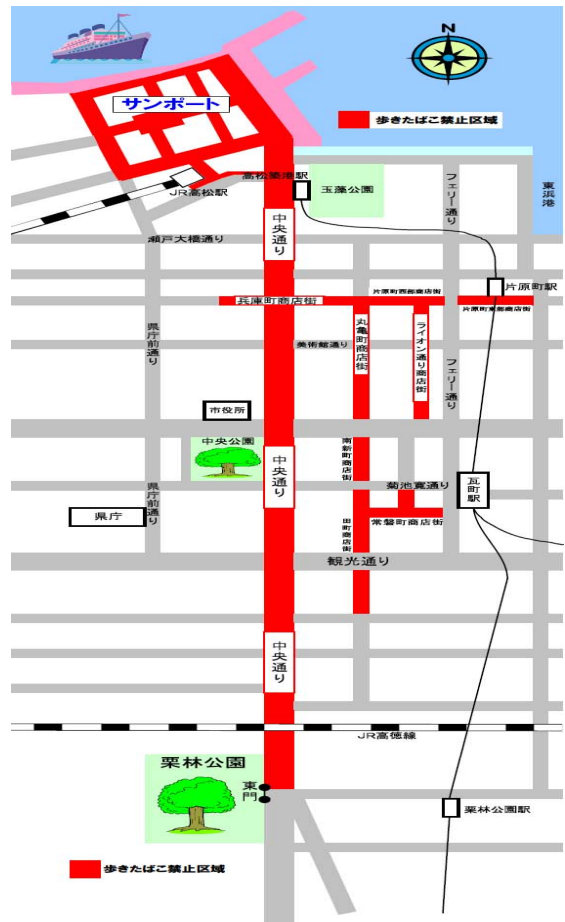 N
サンポート
歩きたばこ禁止区域
高松築港駅
JR高松駅
玉藻公園
フェリー通り
東浜港
中央通り
瀬戸大橋通り
片原町駅
兵庫町商店街
片原町西部商店街
片原町東部商店街
県庁前通り
美術館通り
丸亀町商店街
ライオン通り商店街
フェリー通り
市役所
中央公園
中央通り
南新町商店街
菊池寛通り
瓦町駅
県庁前通り
県庁
田町商店街
常磐町商店街
観光通り
中央通り
JR高徳線
栗林公園
東門
栗林公園駅
歩きたばこ禁止区域